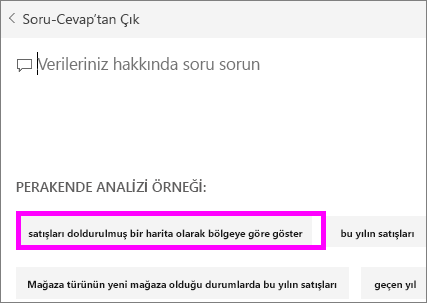 Soru-Cevap'tan Çık
Verileriniz hakkında soru sorun
PERAKENDE ANALİZİ ÖRNEĞİ:
satışları doldurulmuş bir harita olarak bölgeye göre göster
bu yılın satışları
Mağaza türünün yeni mağaza olduğu durumlarda bu yılın satışları
geçen yıl